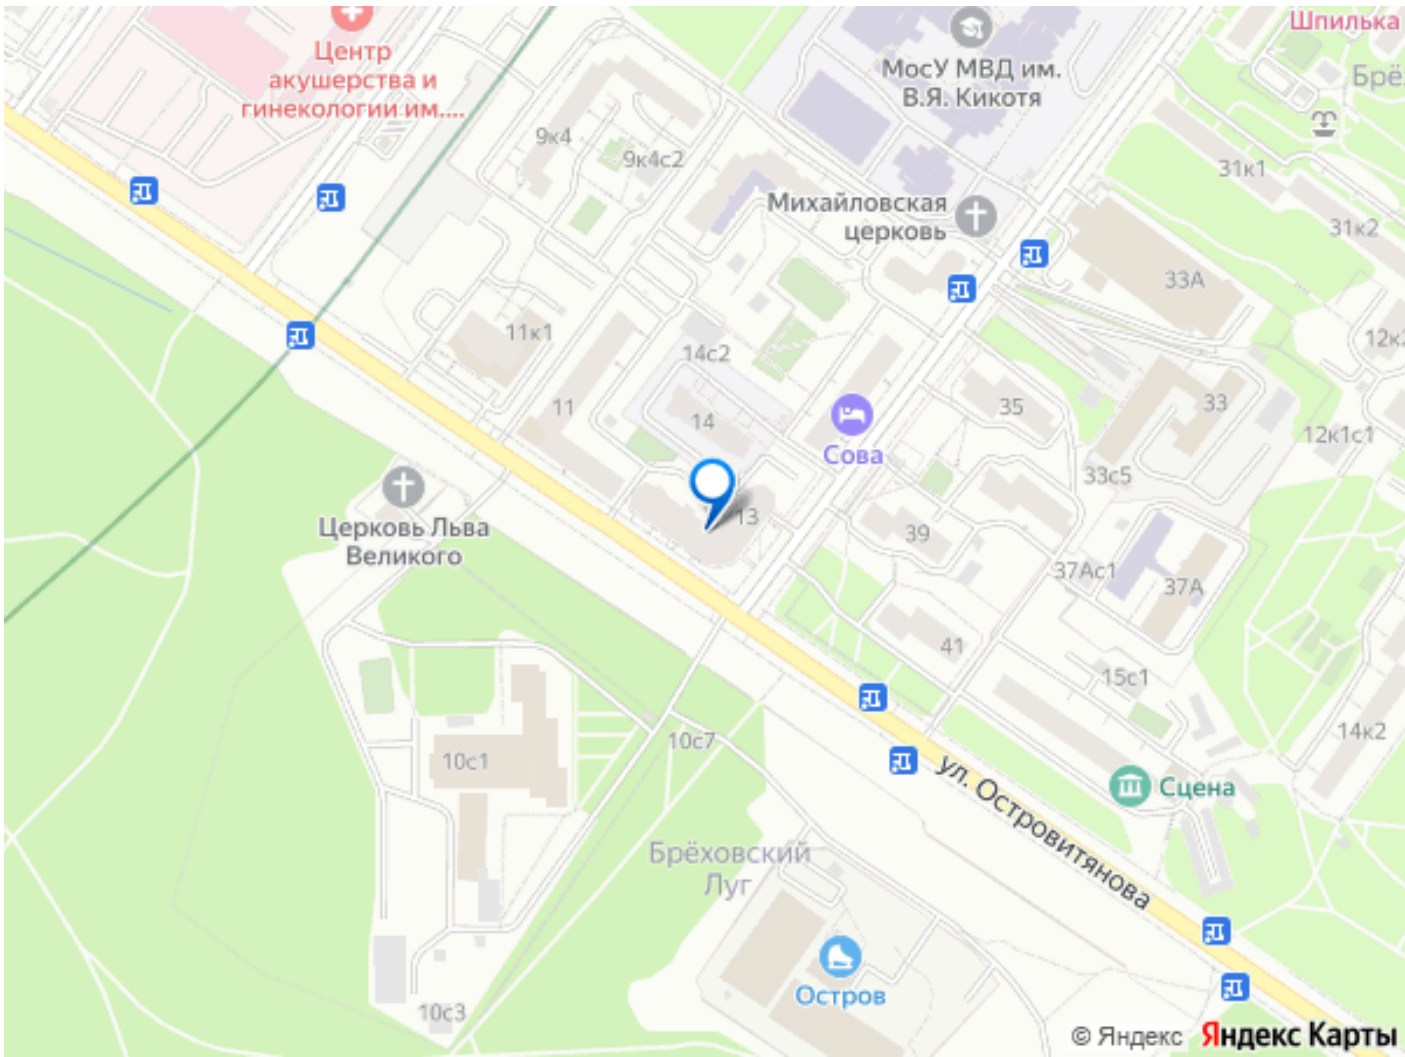 Шпилька
Центр
акушерства и
гинекологии им....
МосУ МВД им.
В.Я. Кикотя
Брё
9к4
9к4с2
31к1
Михайловская
церковь
31к2
33А
11к1
14с2
12к2
11
14
35
33
Сова
12к1с1
33с5
Церковь Льва
Великого
13
39
37Ас1
37А
41
15с1
10с7
14к2
10с1
ул. Островитянова
Сцена
Брёховский
Луг
Остров
10с3
© Яндекс Яндекс Карты